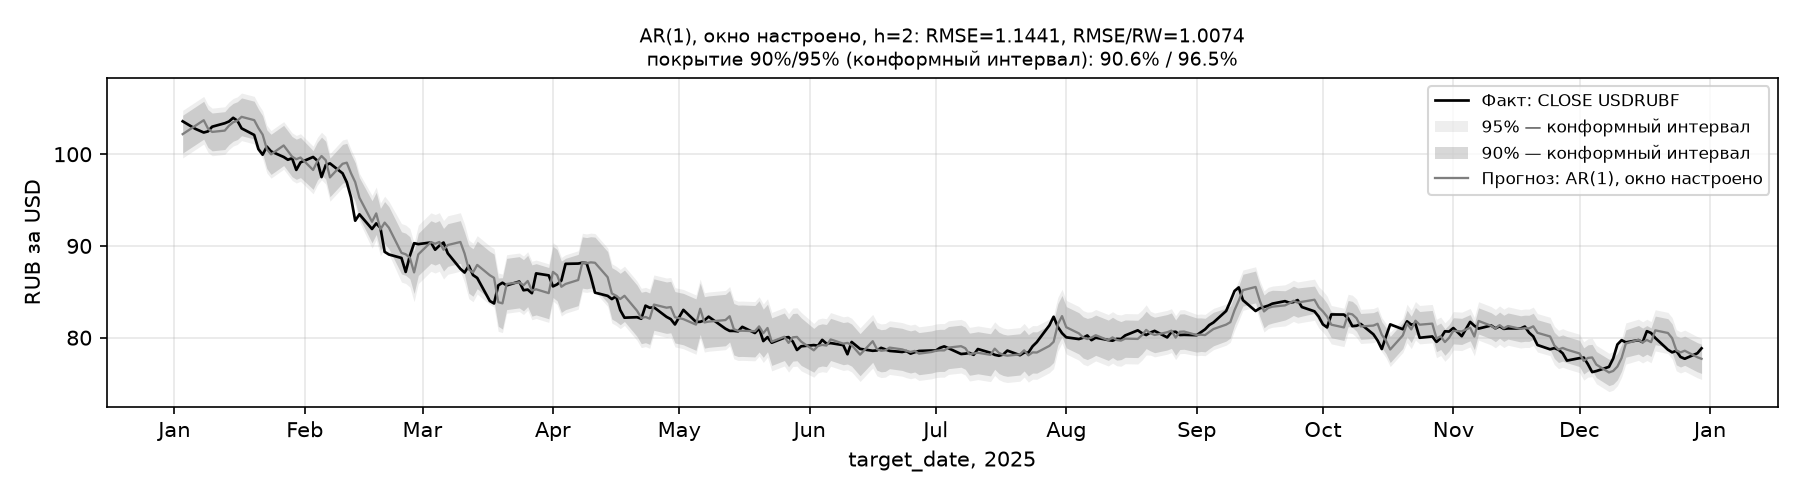 AR(1), окно настроено, h=2: RMSE=1.1441, RMSE/RW=1.0074
покрытие 90%/95% (конформный интервал): 90.6% / 96.5%
Факт: CLOSE USDRUBF
95% — конформный интервал
90% — конформный интервал
Прогноз: AR(1), окно настроено
RUB за USD
100
90
80
Jan Feb Mar Apr May Jun Jul Aug Sep Oct Nov Dec Jan
target_date, 2025